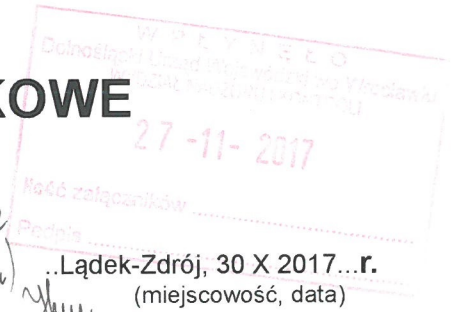 WPŁYNĘŁO
Dolnośląski Urząd Wojewódzki we Wrocławiu
KOWE
27 -11- 2017
Ilość załączników
Podpis
..Lądek-Zdrój, 30 X 2017...r.
(miejscowość, data)